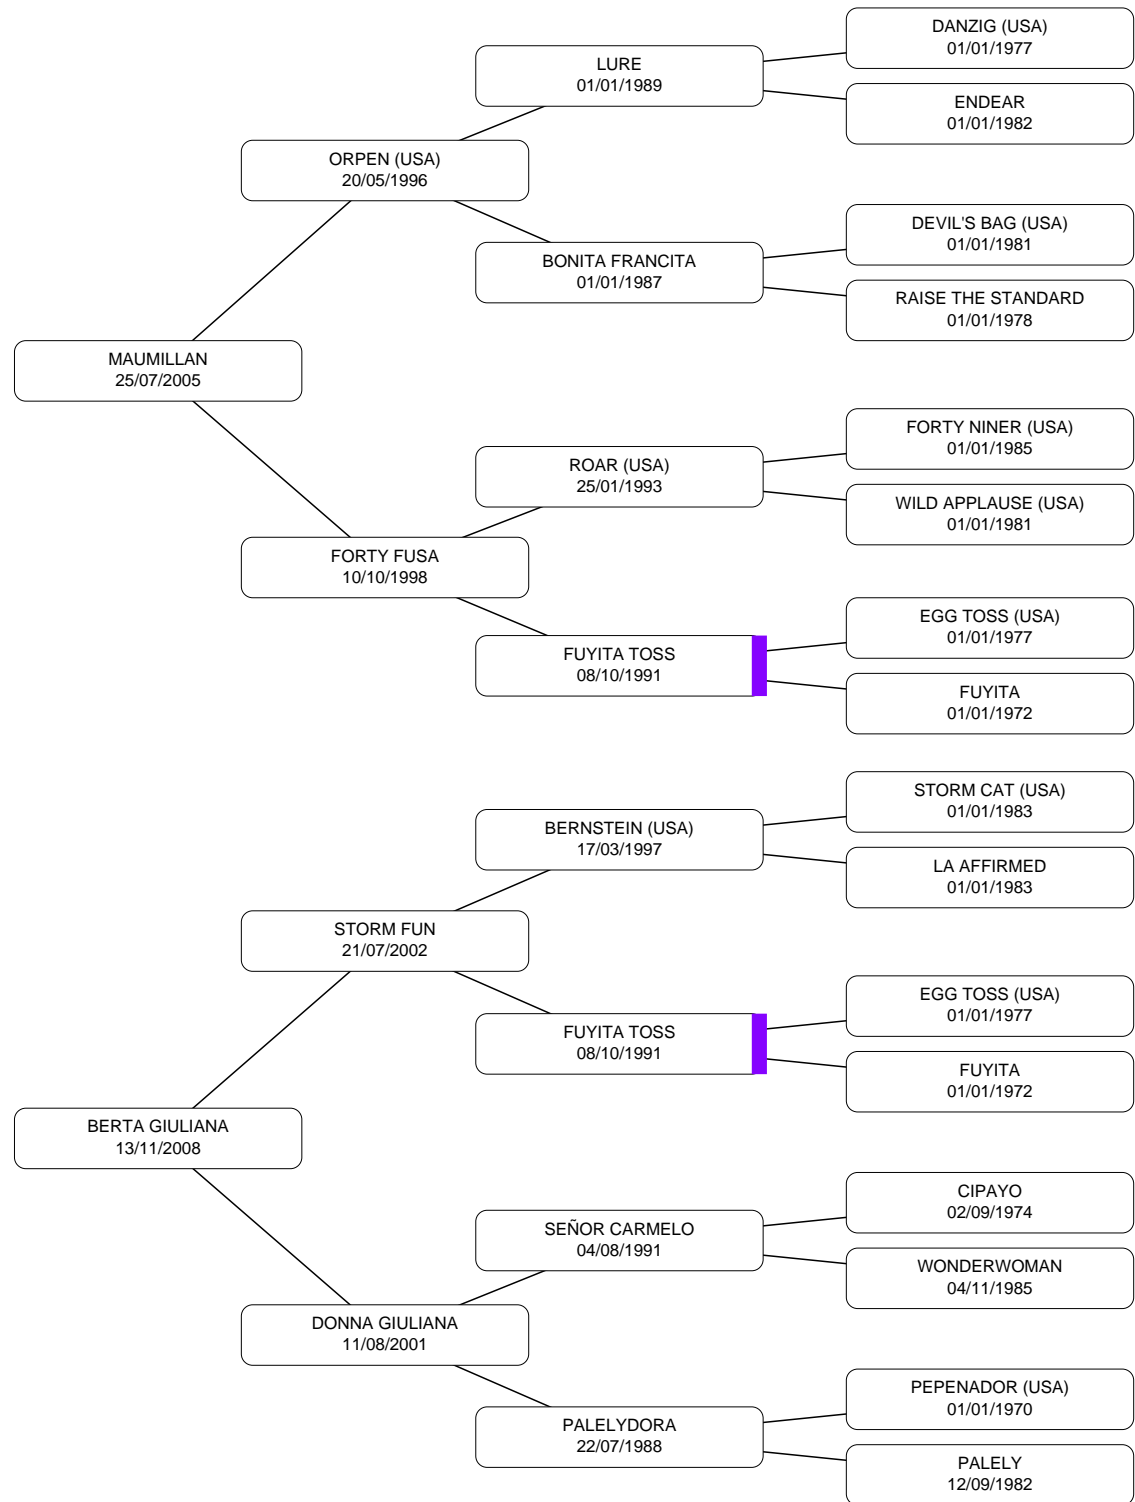 DANZIG (USA)
01/01/1977
LURE
01/01/1989
ENDEAR
01/01/1982
ORPEN (USA)
20/05/1996
DEVIL'S BAG (USA)
01/01/1981
BONITA FRANCITA
01/01/1987
RAISE THE STANDARD
01/01/1978
MAUMILLAN
25/07/2005
FORTY NINER (USA)
01/01/1985
ROAR (USA)
25/01/1993
WILD APPLAUSE (USA)
01/01/1981
FORTY FUSA
10/10/1998
EGG TOSS (USA)
01/01/1977
FUYITA TOSS
08/10/1991
FUYITA
01/01/1972
STORM CAT (USA)
01/01/1983
BERNSTEIN (USA)
17/03/1997
LA AFFIRMED
01/01/1983
STORM FUN
21/07/2002
EGG TOSS (USA)
01/01/1977
FUYITA TOSS
08/10/1991
FUYITA
01/01/1972
BERTA GIULIANA
13/11/2008
CIPAYO
02/09/1974
SEÑOR CARMELO
04/08/1991
WONDERWOMAN
04/11/1985
DONNA GIULIANA
11/08/2001
PEPENADOR (USA)
01/01/1970
PALELYDORA
22/07/1988
PALELY
12/09/1982